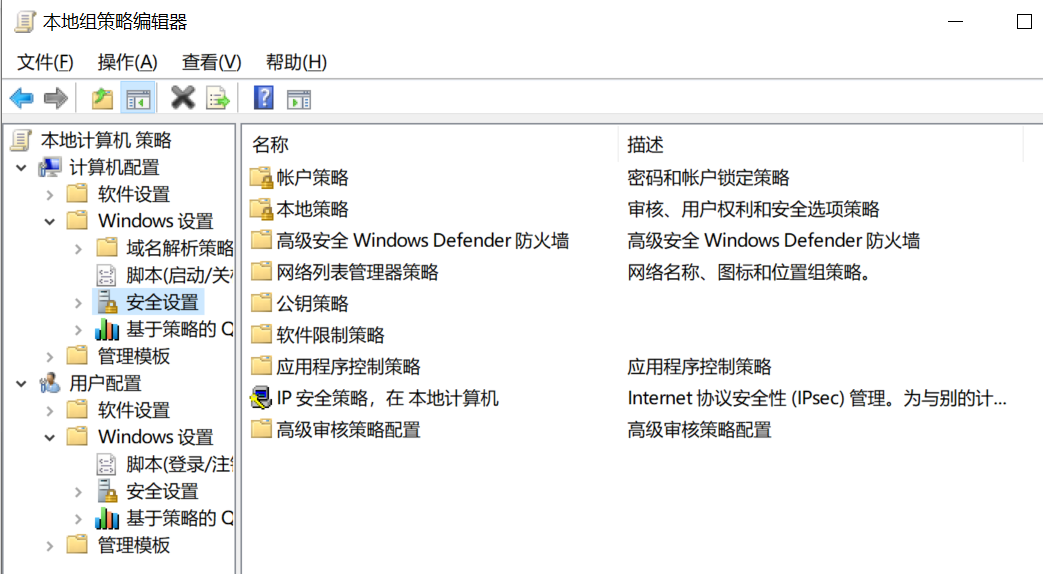 本地组策略编辑器
文件(F) 操作(A) 查看(V) 帮助(H)
本地计算机 策略
计算机配置
软件设置
Windows 设置
域名解析策略
脚本(启动/关机
安全设置
基于策略的 Q
管理模板
用户配置
软件设置
Windows 设置
脚本(登录/注销
安全设置
基于策略的 Q
管理模板
名称 描述
帐户策略 密码和帐户锁定策略
本地策略 审核、用户权利和安全选项策略
高级安全 Windows Defender 防火墙 高级安全 Windows Defender 防火墙
网络列表管理器策略 网络名称、图标和位置组策略。
公钥策略
软件限制策略
应用程序控制策略 应用程序控制策略
IP 安全策略，在 本地计算机 Internet 协议安全性 (IPsec) 管理。为与别的计...
高级审核策略配置 高级审核策略配置